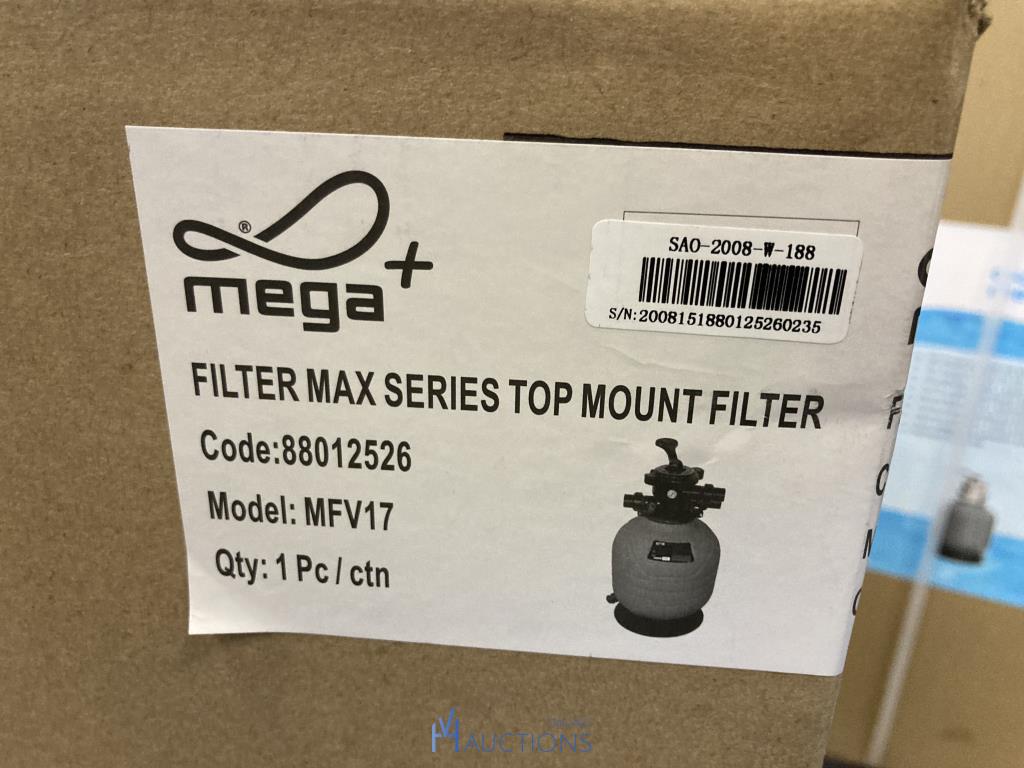 ®
mega+
SAO-2008-W-188
S/N:2008151880125260235
FILTER MAX SERIES TOP MOUNT FILTER
Code:88012526
Model: MFV17
Qty: 1 Pc / ctn
AUCTIONS